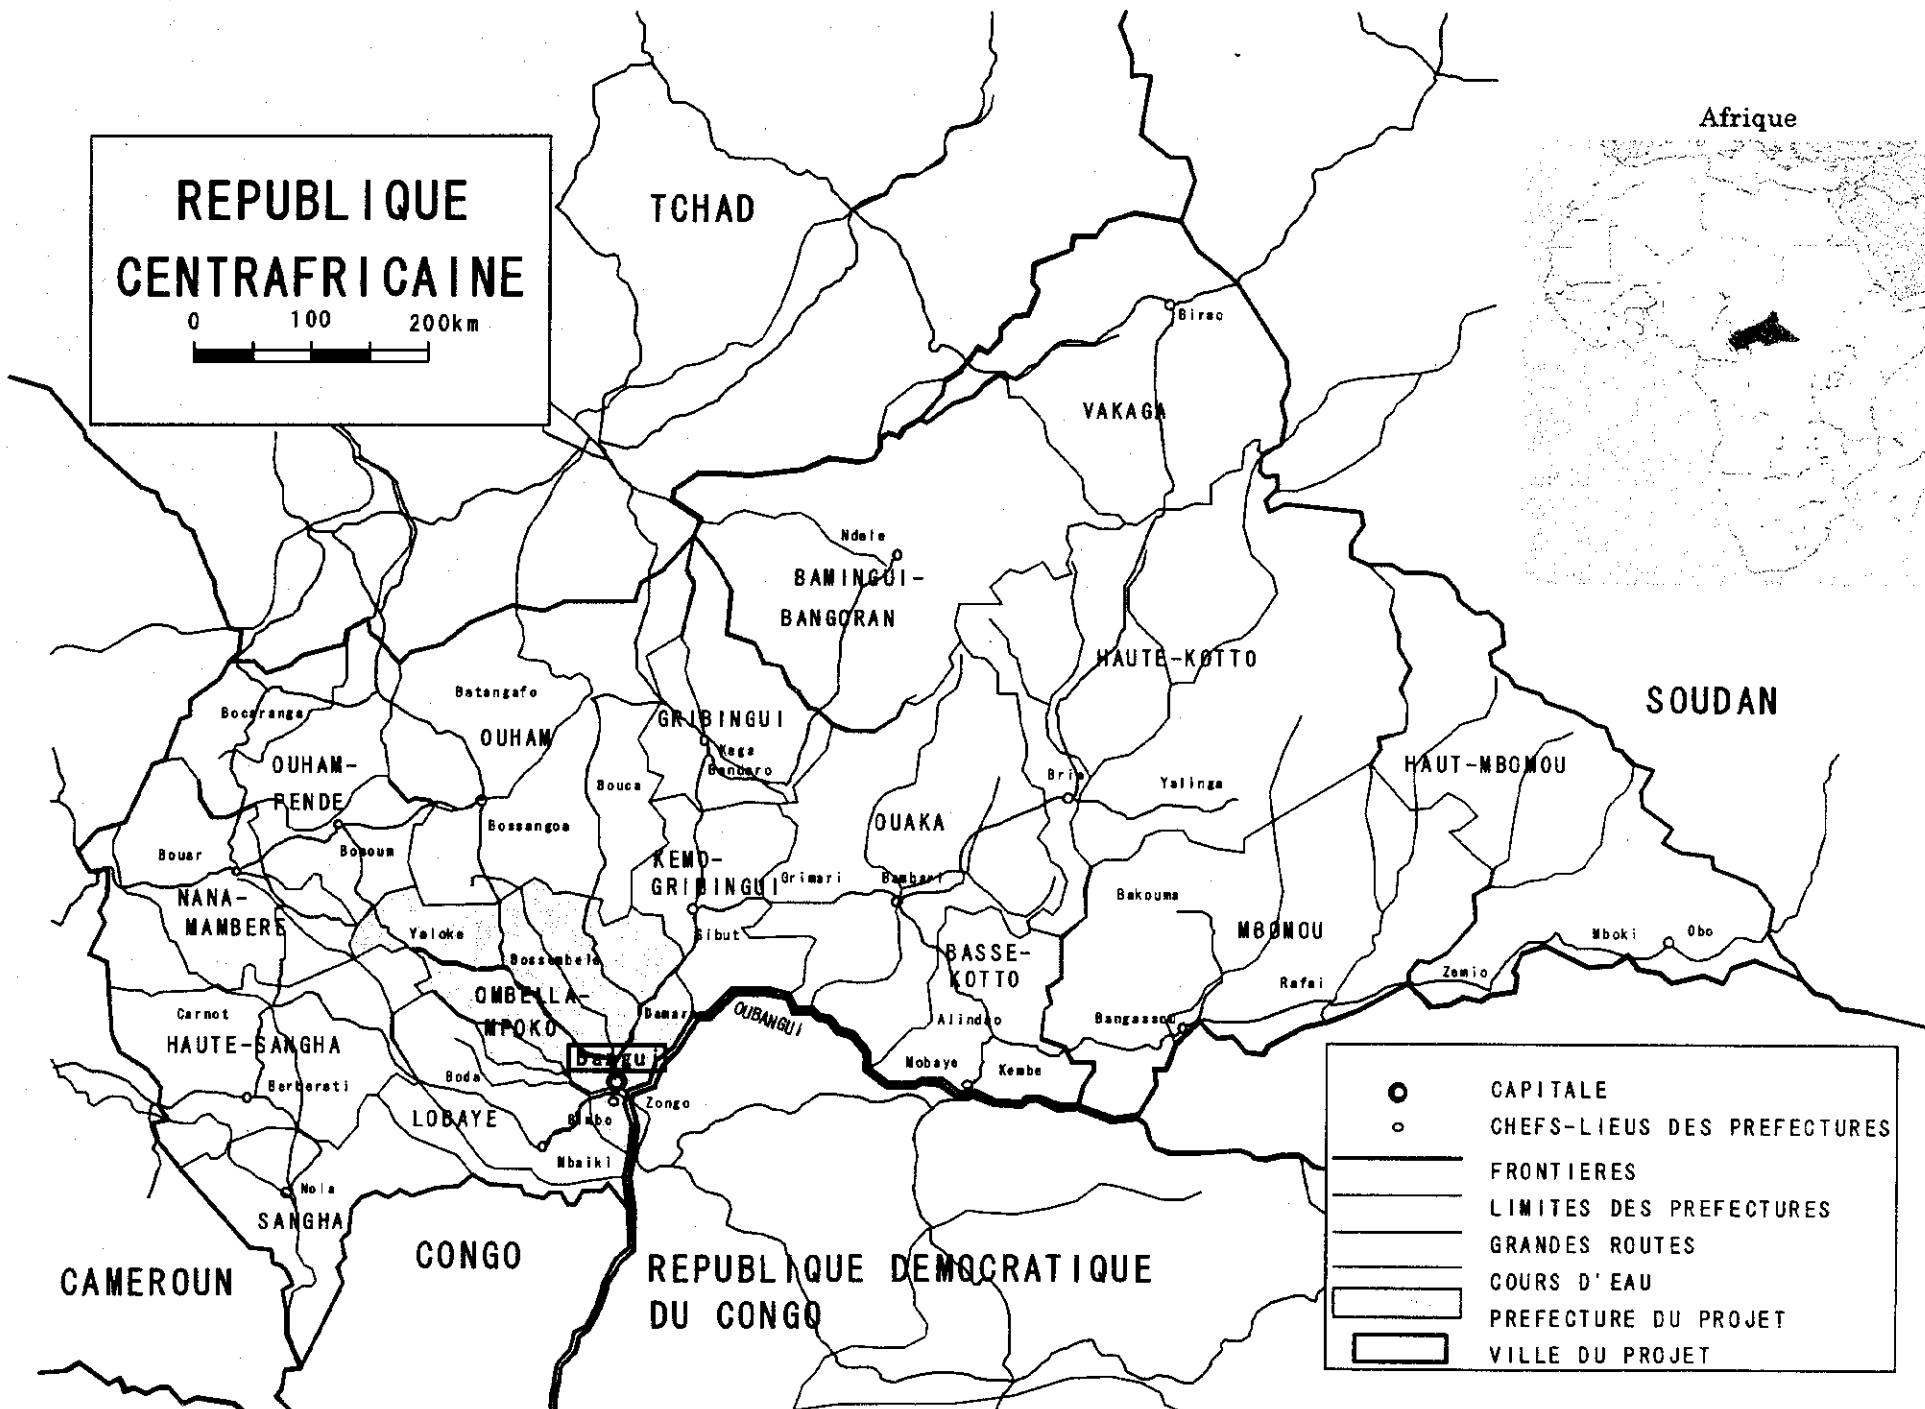 REPUBLIQUE
CENTRAFRICAINE
0 100 200km
Afrique
TCHAD
Birao
VAKAGA
Ndele
BAMINGUI-
BANGORAN
HAUTE-KOTTO
SOUDAN
Batangafo
Bocaranga
GRIBINGUI
OUHAM
Kaga
Bandoro
OUHAM-
PENDE
Bouca
Bria
Yalinga
HAUT-MBOMOU
OUAKA
Bossangoa
Bouar
Bosoum
KEMO-
GRIBINGUI
Grimari
Bambari
Bakouma
NANA-
MAMBERE
Yaloke
Sibut
MBOMOU
Mboki
Obo
Bossembele
BASSE-
KOTTO
Zemio
Rafai
OMBELLA-
MPOKO
Damar
OUBANGUI
Alindao
Bangassou
Carnot
HAUTE-SANGHA
Bangui
Mobaye
Kembe
Boda
Berberati
Zongo
LOBAYE
Bimbo
Mbaiki
Nola
SANGHA
CONGO
CAMEROUN
REPUBLIQUE DEMOCRATIQUE
DU CONGO
CAPITALE
CHEFS-LIEUS DES PREFECTURES
FRONTIERES
LIMITES DES PREFECTURES
GRANDES ROUTES
COURS D'EAU
PREFECTURE DU PROJET
VILLE DU PROJET